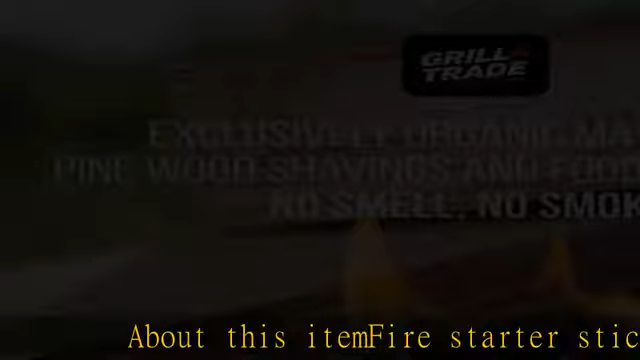 GRILL
TRADE
EXCLUSIVELY ORGANIC MA
PINE WOOD SHAVINGS AND FOOD
NO SMELL, NO SMOK
About this itemFire starter stic